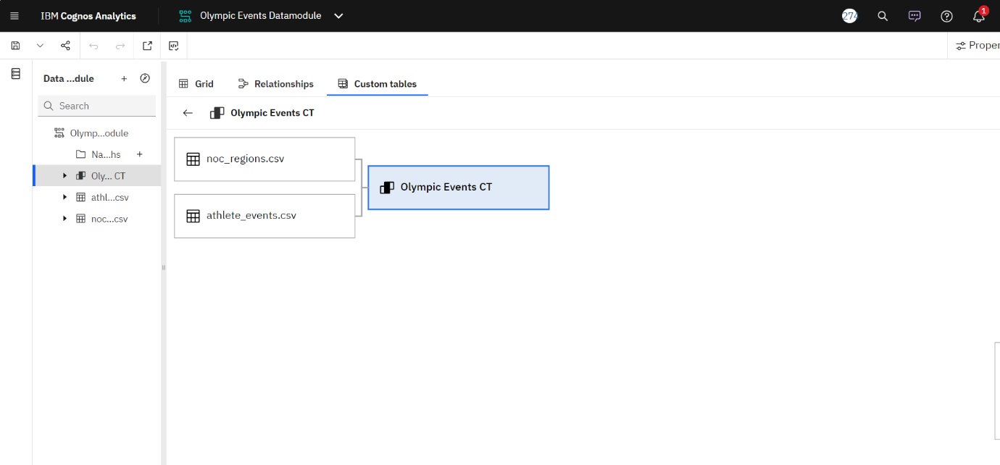 IBM Cognos Analytics
Olympic Events Datamodule
274
1
Proper
Data ...dule
Grid
Relationships
Custom tables
Search
Olympic Events CT
Olymp...odule
Na...hs
Oly... CT
athl...csv
noc...csv
noc_regions.csv
Olympic Events CT
athlete_events.csv